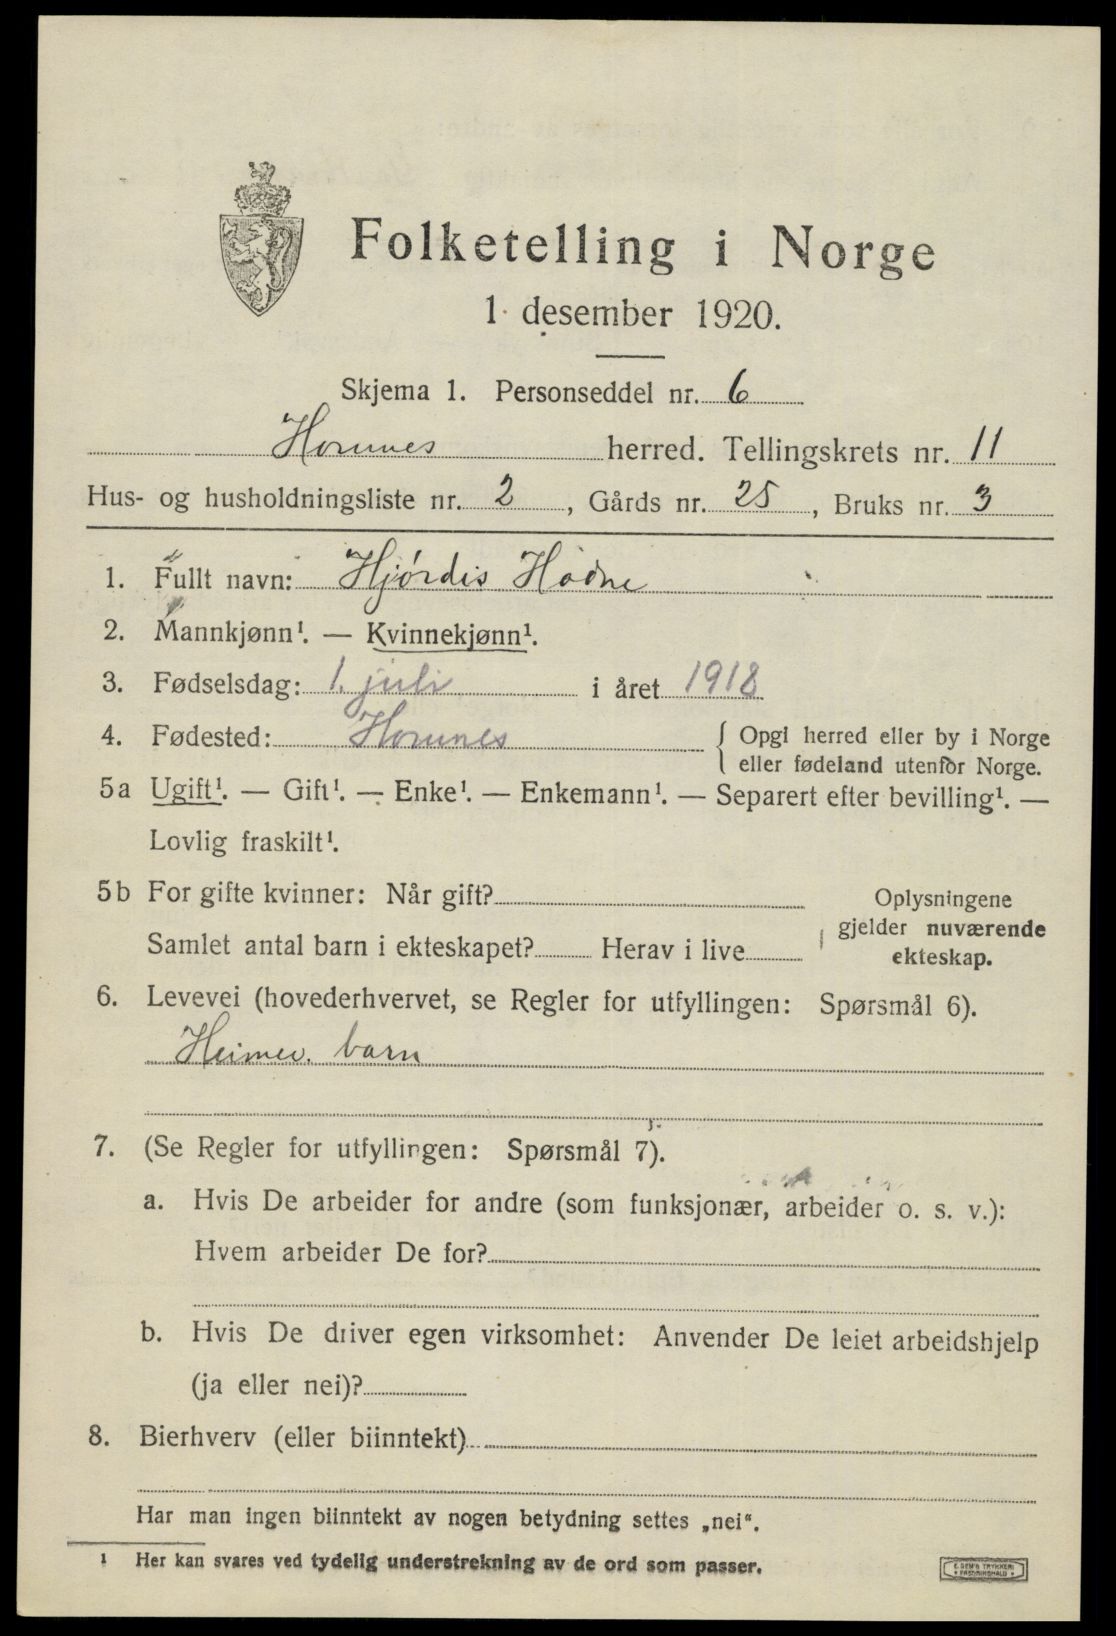 Folketelling i Norge
1. desember 1920.
Skjema 1. Personseddel nr. 6
Hornnes herred. Tellingskrets nr. 11
Hus- og husholdningsliste nr. 2, Gårds nr. 25, Bruks nr. 3
1. Fullt navn: Hjördis Hodne
2. Mannkjønn¹. — Kvinnekjønn¹.
3. Fødselsdag: 1. juli i året 1918
4. Fødested: Hornnes { Opgi herred eller by i Norge
eller fødeland utenfor Norge.
5a Ugift¹. — Gift¹. — Enke¹. — Enkemann¹. — Separert efter bevilling¹. —
Lovlig fraskilt¹.
5b For gifte kvinner: Når gift?
Samlet antal barn i ekteskapet? Herav i live
Oplysningene
gjelder nuværende
ekteskap.
6. Levevei (hovederhvervet, se Regler for utfyllingen: Spørsmål 6).
Heimev. barn
7. (Se Regler for utfyllingen: Spørsmål 7).
a. Hvis De arbeider for andre (som funksjonær, arbeider o. s. v.):
Hvem arbeider De for?
b. Hvis De driver egen virksomhet: Anvender De leiet arbeidshjelp
(ja eller nei)?
8. Bierhverv (eller biinntekt)
Har man ingen biinntekt av nogen betydning settes „nei".
¹ Her kan svares ved tydelig understrekning av de ord som passer.
E. SEM'S TRYKKERI
FREDRIKSHALD